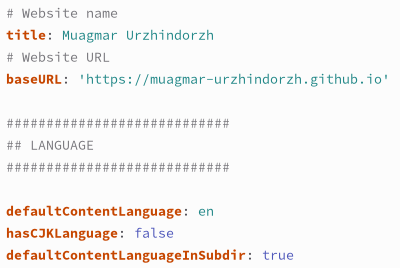 # Website name
title: Muagmar Urzhindorzh
# Website URL
baseURL: 'https://muagmar-urzhindorzh.github.io'
############################
## LANGUAGE
############################
defaultContentLanguage: en
hasCJKLanguage: false
defaultContentLanguageInSubdir: true